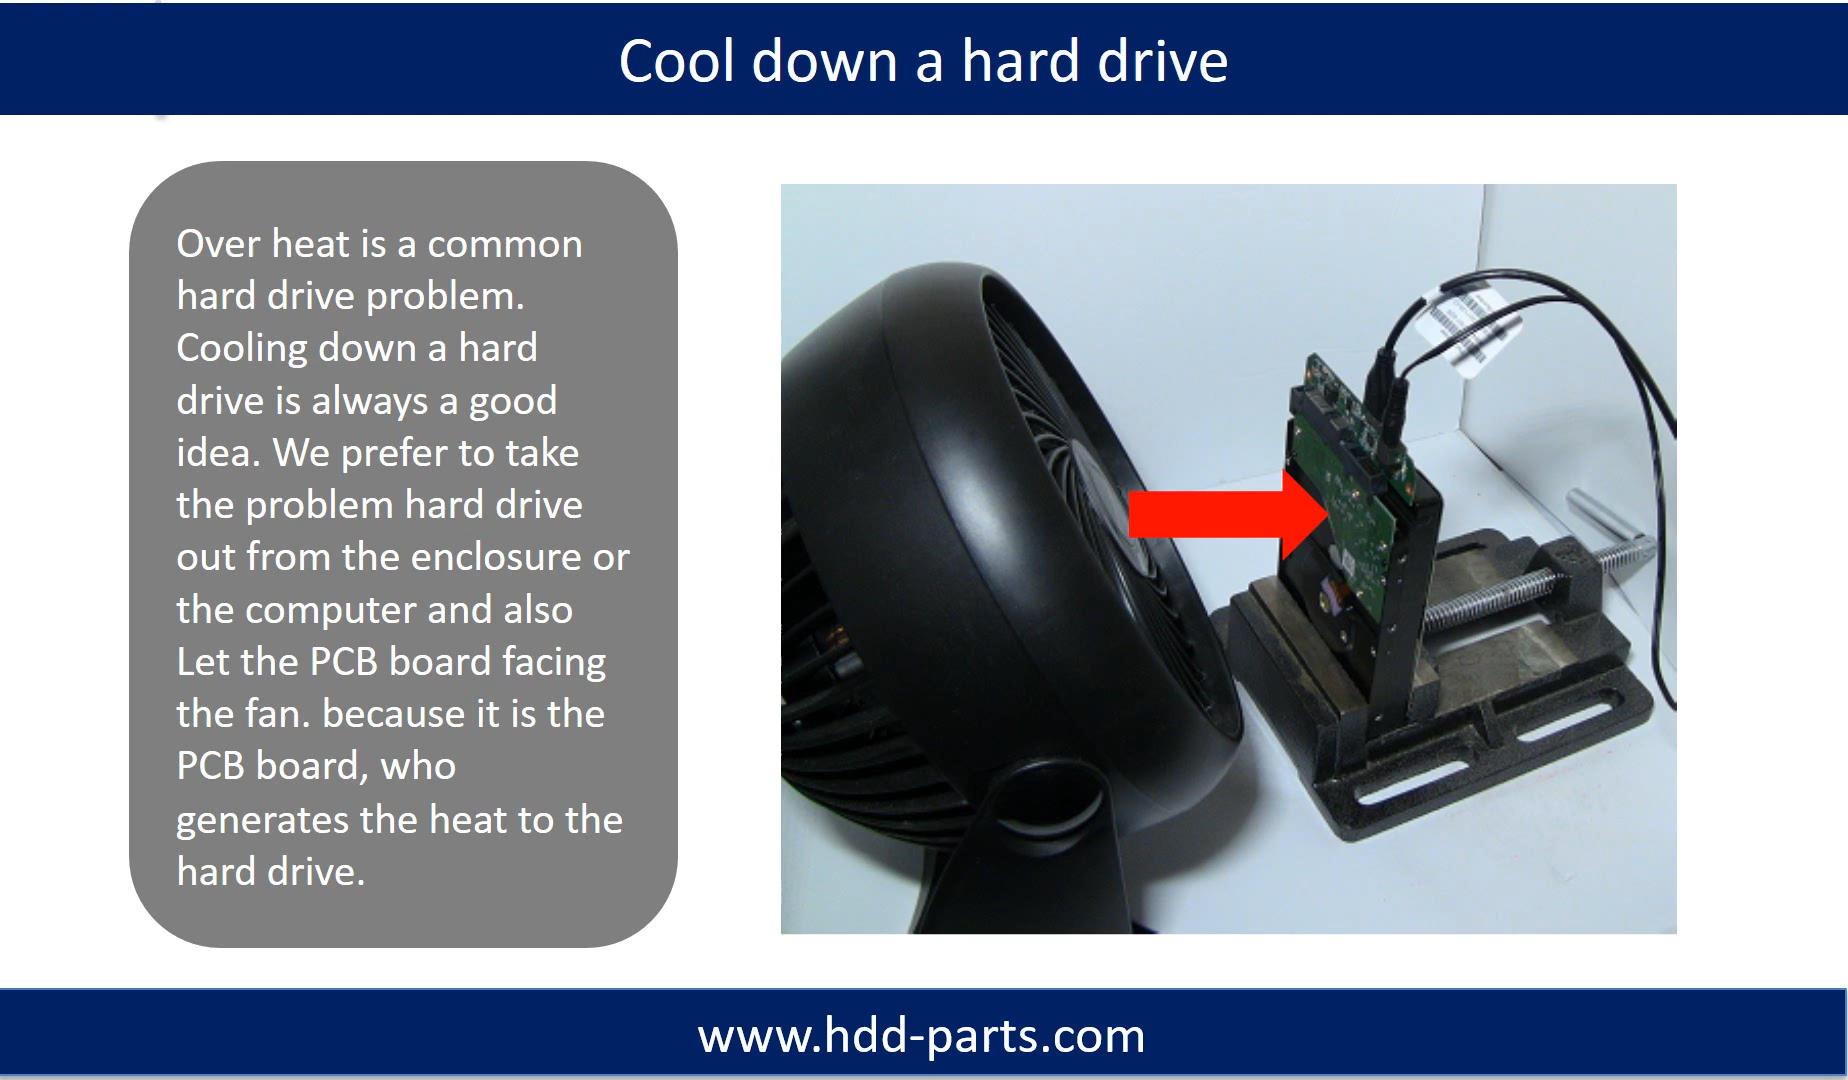 Cool down a hard drive
Over heat is a common
hard drive problem.
Cooling down a hard
drive is always a good
idea. We prefer to take
the problem hard drive
out from the enclosure or
the computer and also
Let the PCB board facing
the fan. because it is the
PCB board, who
generates the heat to the
hard drive.
www.hdd-parts.com